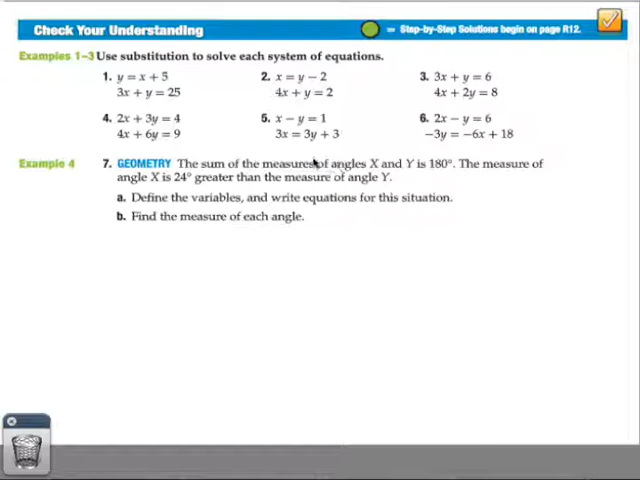 Check Your Understanding
= Step-by-Step Solutions begin on page R12.
Examples 1–3 Use substitution to solve each system of equations.
1. y = x + 5
3x + y = 25
2. x = y − 2
4x + y = 2
3. 3x + y = 6
4x + 2y = 8
4. 2x + 3y = 4
4x + 6y = 9
5. x − y = 1
3x = 3y + 3
6. 2x − y = 6
−3y = −6x + 18
Example 4 7. GEOMETRY The sum of the measures of angles X and Y is 180°. The measure of
angle X is 24° greater than the measure of angle Y.
a. Define the variables, and write equations for this situation.
b. Find the measure of each angle.